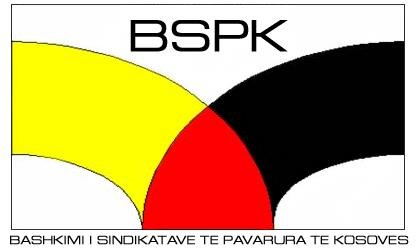 BSPK
BASHKIMI I SINDIKATAVE TE PAVARURA TE KOSOVES